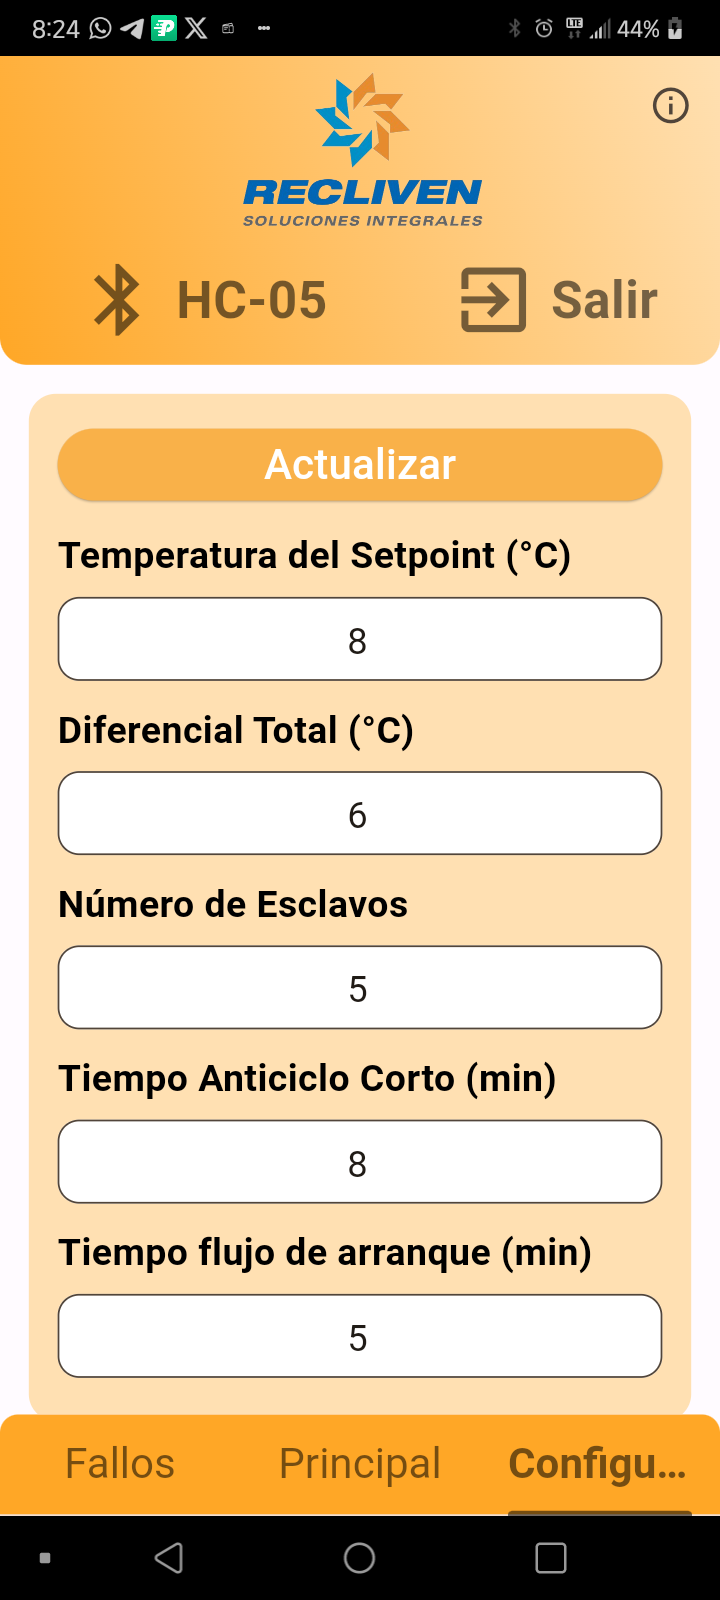 8:24
LTE
44%
RECLIVEN
SOLUCIONES INTEGRALES
HC-05
Salir
Actualizar
Temperatura del Setpoint (°C)
8
Diferencial Total (°C)
6
Número de Esclavos
5
Tiempo Anticiclo Corto (min)
8
Tiempo flujo de arranque (min)
5
Fallos Principal Configu...